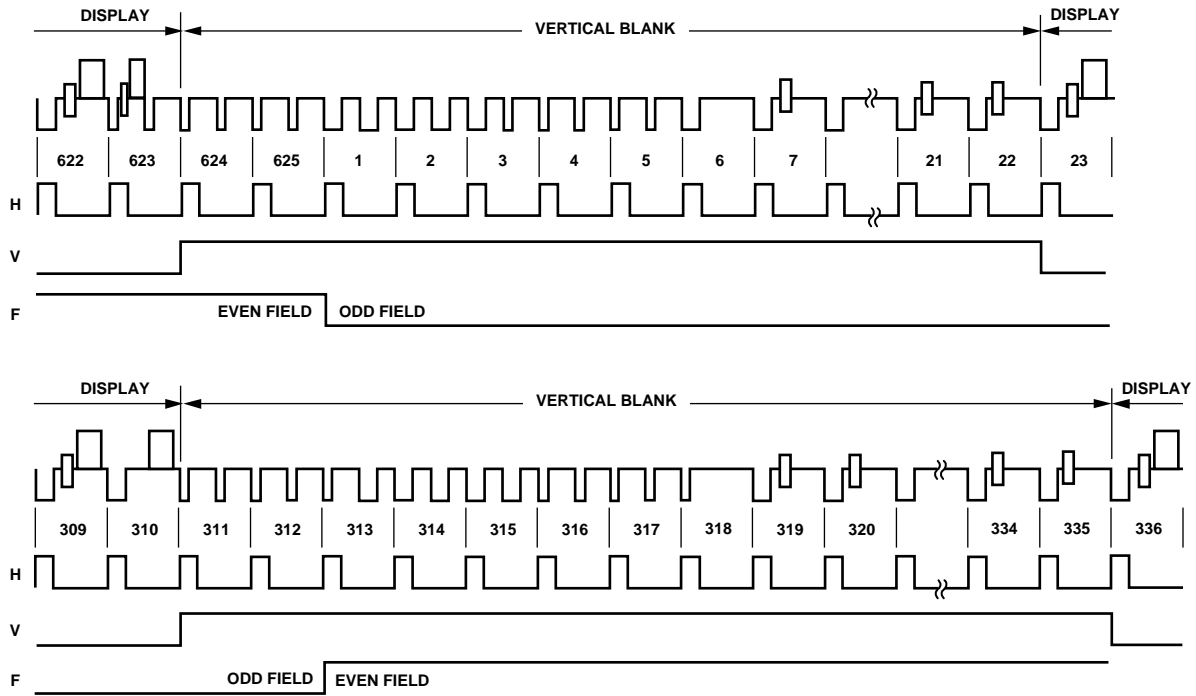 DISPLAY VERTICAL BLANK DISPLAY
622 623 624 625 1 2 3 4 5 6 7 21 22 23
H
V
F EVEN FIELD ODD FIELD
DISPLAY VERTICAL BLANK DISPLAY
309 310 311 312 313 314 315 316 317 318 319 320 334 335 336
H
V
F ODD FIELD EVEN FIELD